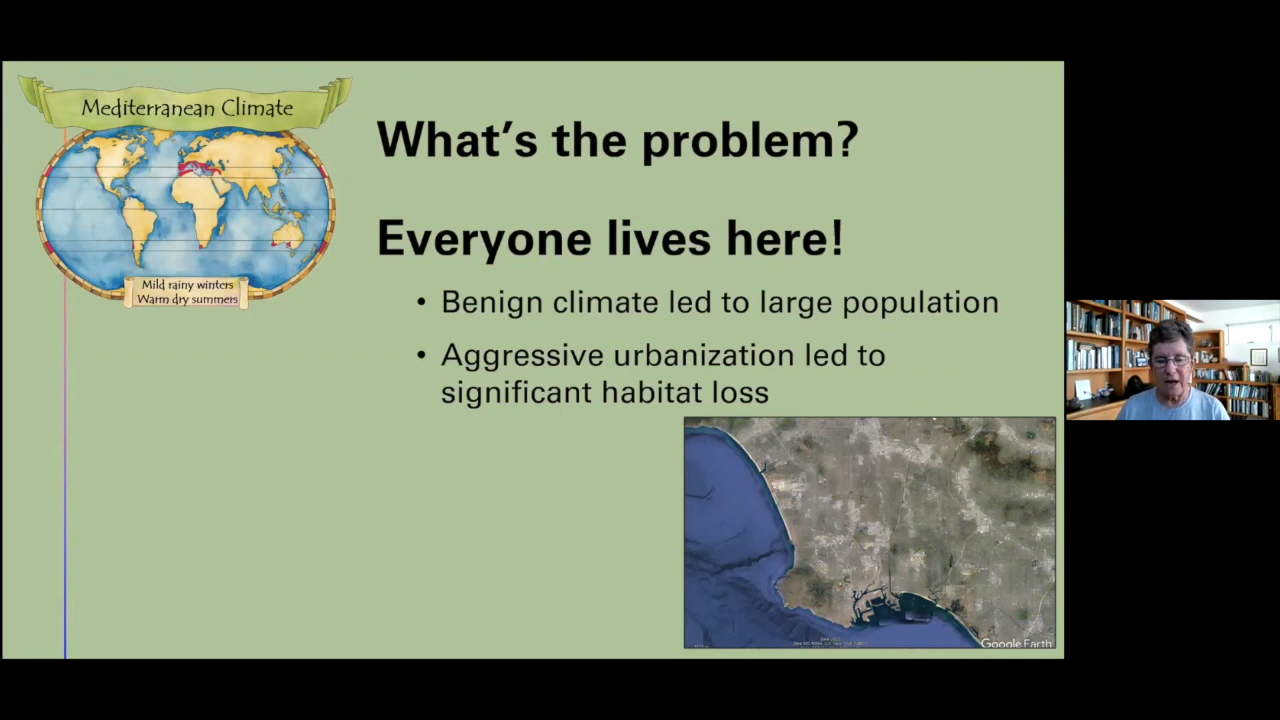 Mediterranean Climate
Mild rainy winters
Warm dry summers
What's the problem?
Everyone lives here!
• Benign climate led to large population
• Aggressive urbanization led to
significant habitat loss
Google Earth